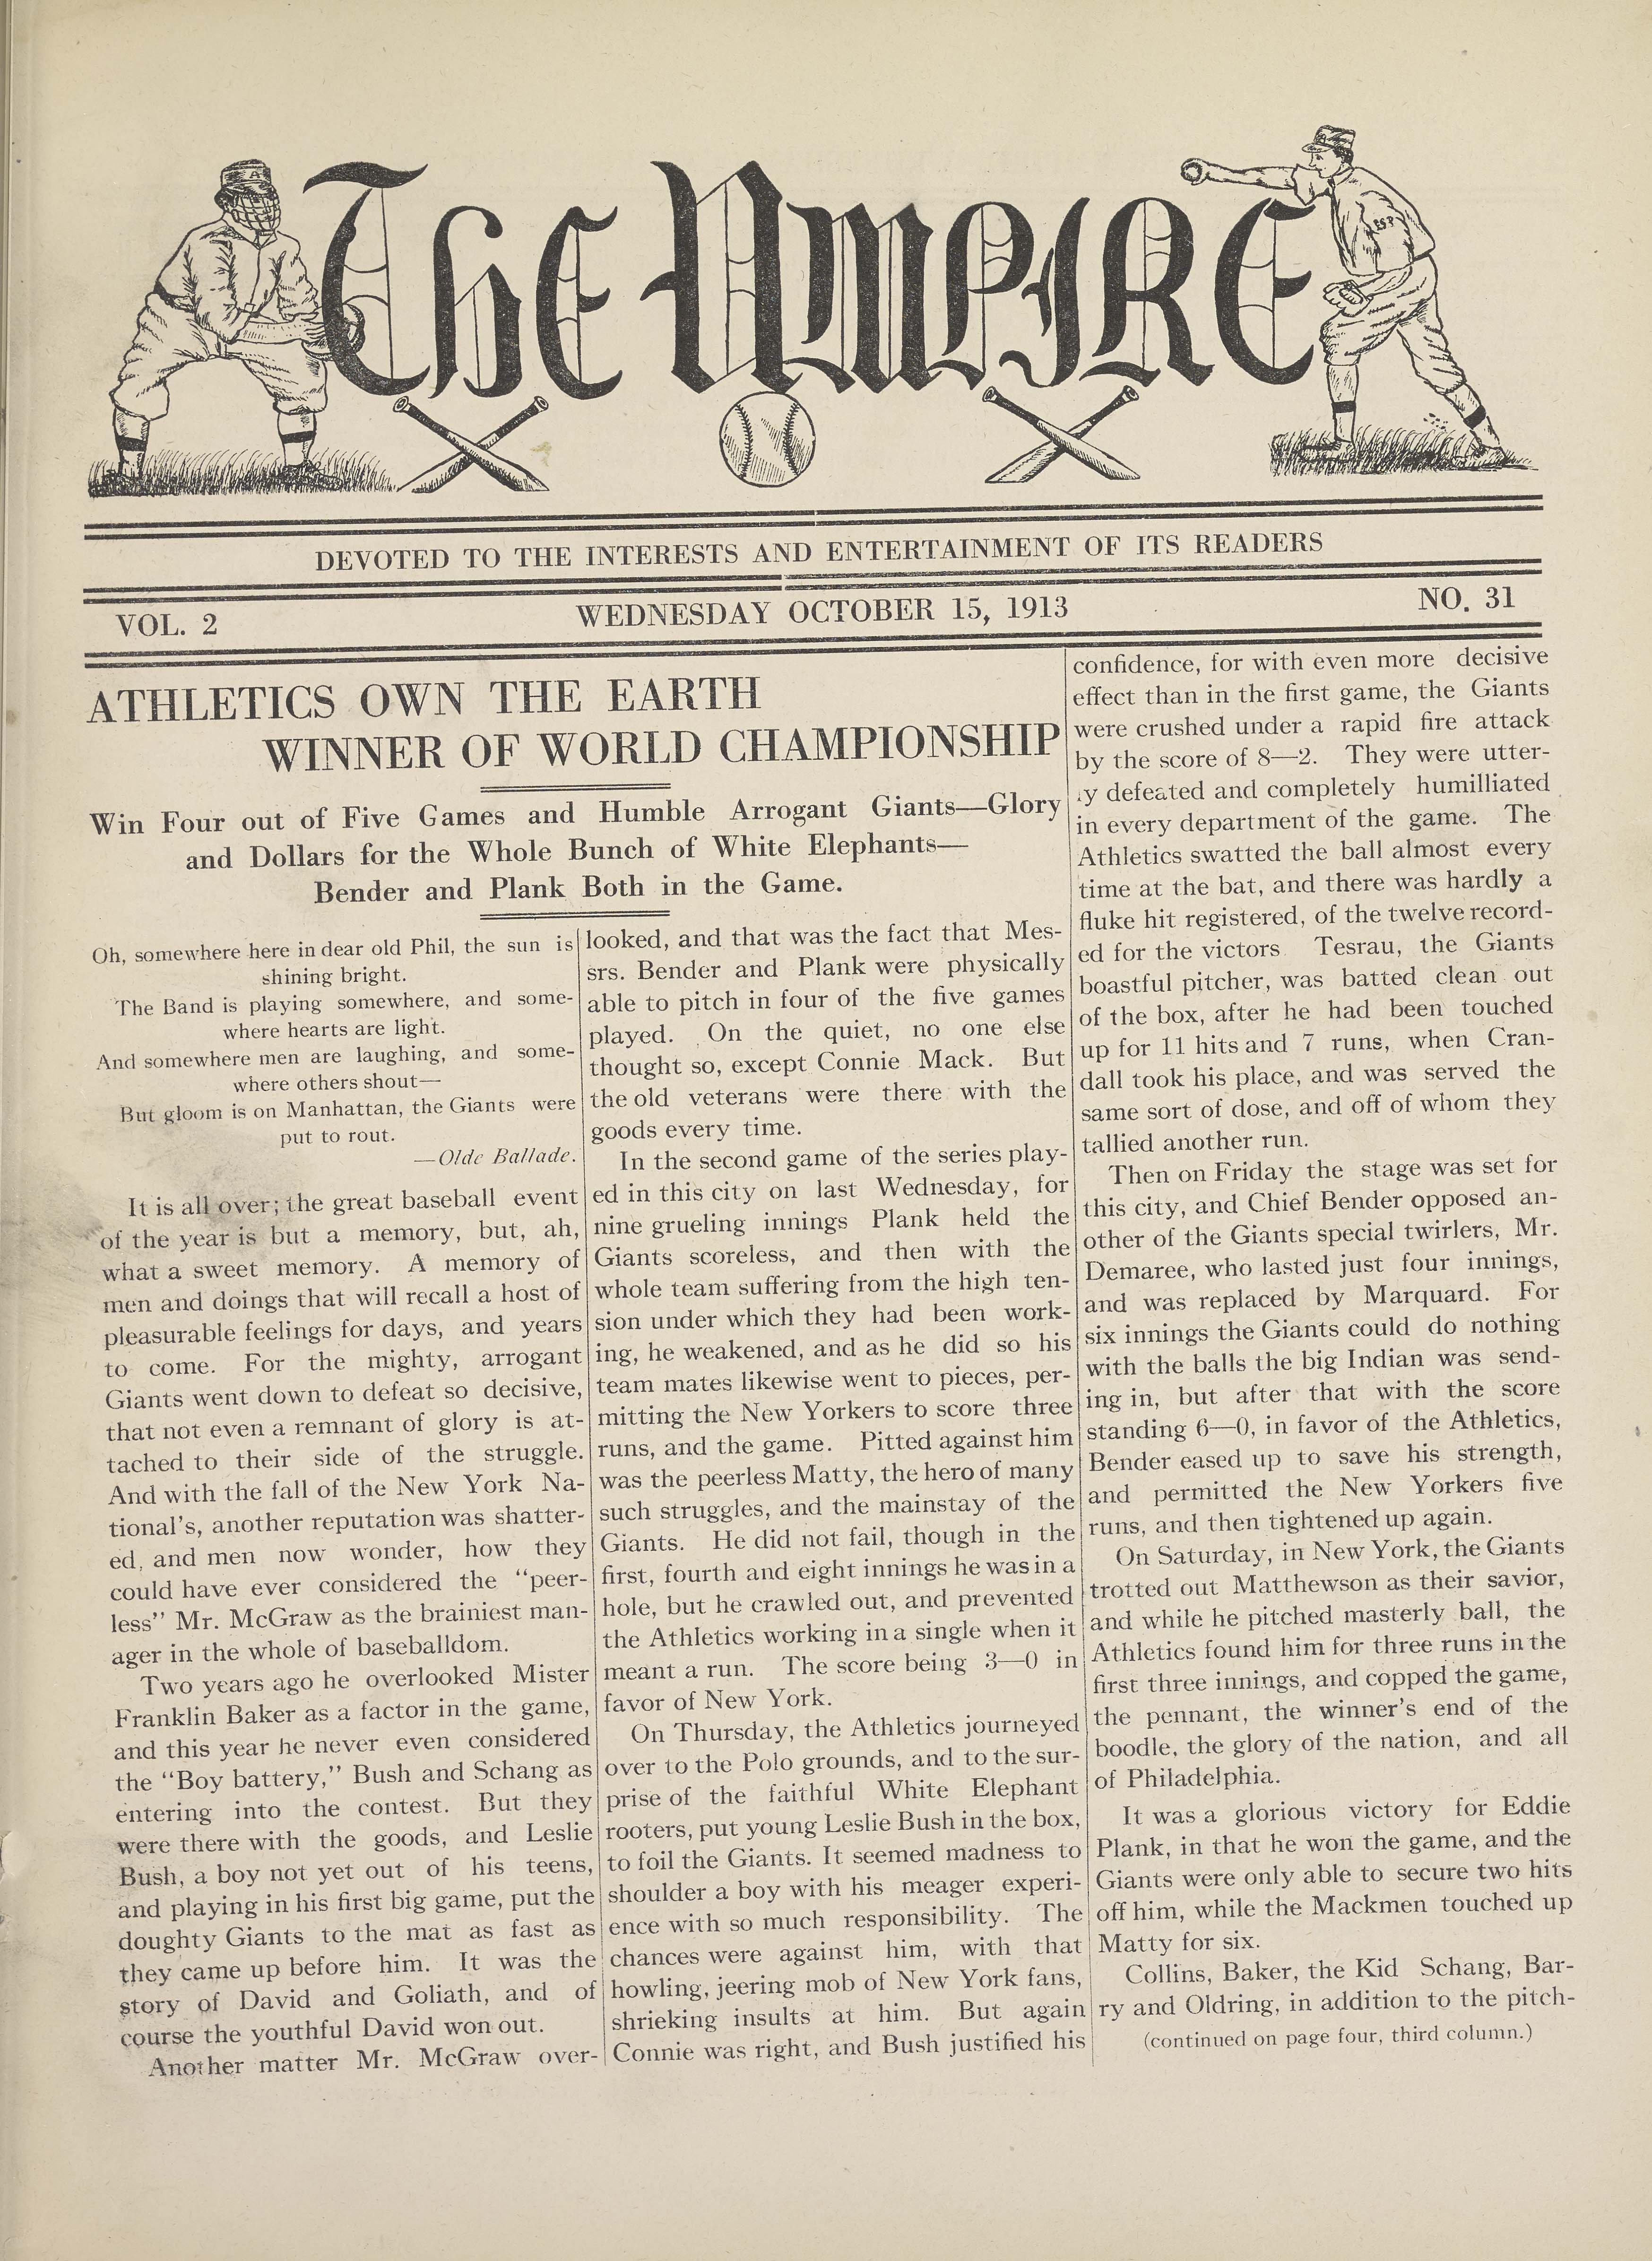 The Umpire
A
E.S.P.
DEVOTED TO THE INTERESTS AND ENTERTAINMENT OF ITS READERS
VOL. 2
WEDNESDAY OCTOBER 15, 1913
NO. 31
ATHLETICS OWN THE EARTH
WINNER OF WORLD CHAMPIONSHIP
Win Four out of Five Games and Humble Arrogant Giants—Glory
and Dollars for the Whole Bunch of White Elephants—
Bender and Plank Both in the Game.
Oh, somewhere here in dear old Phil, the sun is
shining bright.
The Band is playing somewhere, and some-
where hearts are light.
And somewhere men are laughing, and some-
where others shout—
But gloom is on Manhattan, the Giants were
put to rout.
—Olde Ballade.
It is all over; the great baseball event
of the year is but a memory, but, ah,
what a sweet memory. A memory of
men and doings that will recall a host of
pleasurable feelings for days, and years
to come. For the mighty, arrogant
Giants went down to defeat so decisive,
that not even a remnant of glory is at-
tached to their side of the struggle.
And with the fall of the New York Na-
tional's, another reputation was shatter-
ed, and men now wonder, how they
could have ever considered the "peer-
less" Mr. McGraw as the brainiest man-
ager in the whole of baseballdom.
Two years ago he overlooked Mister
Franklin Baker as a factor in the game,
and this year he never even considered
the "Boy battery," Bush and Schang as
entering into the contest. But they
were there with the goods, and Leslie
Bush, a boy not yet out of his teens,
and playing in his first big game, put the
doughty Giants to the mat as fast as
they came up before him. It was the
story of David and Goliath, and of
course the youthful David won out.
Another matter Mr. McGraw over-
looked, and that was the fact that Mes-
srs. Bender and Plank were physically
able to pitch in four of the five games
played. On the quiet, no one else
thought so, except Connie Mack. But
the old veterans were there with the
goods every time.
In the second game of the series play-
ed in this city on last Wednesday, for
nine grueling innings Plank held the
Giants scoreless, and then with the
whole team suffering from the high ten-
sion under which they had been work-
ing, he weakened, and as he did so his
team mates likewise went to pieces, per-
mitting the New Yorkers to score three
runs, and the game. Pitted against him
was the peerless Matty, the hero of many
such struggles, and the mainstay of the
Giants. He did not fail, though in the
first, fourth and eight innings he was in a
hole, but he crawled out, and prevented
the Athletics working in a single when it
meant a run. The score being 3—0 in
favor of New York.
On Thursday, the Athletics journeyed
over to the Polo grounds, and to the sur-
prise of the faithful White Elephant
rooters, put young Leslie Bush in the box,
to foil the Giants. It seemed madness to
shoulder a boy with his meager experi-
ence with so much responsibility. The
chances were against him, with that
howling, jeering mob of New York fans,
shrieking insults at him. But again
Connie was right, and Bush justified his
confidence, for with even more decisive
effect than in the first game, the Giants
were crushed under a rapid fire attack
by the score of 8—2. They were utter-
ly defeated and completely humilliated
in every department of the game. The
Athletics swatted the ball almost every
time at the bat, and there was hardly a
fluke hit registered, of the twelve record-
ed for the victors Tesrau, the Giants
boastful pitcher, was batted clean out
of the box, after he had been touched
up for 11 hits and 7 runs, when Cran-
dall took his place, and was served the
same sort of dose, and off of whom they
tallied another run.
Then on Friday the stage was set for
this city, and Chief Bender opposed an-
other of the Giants special twirlers, Mr.
Demaree, who lasted just four innings,
and was replaced by Marquard. For
six innings the Giants could do nothing
with the balls the big Indian was send-
ing in, but after that with the score
standing 6—0, in favor of the Athletics,
Bender eased up to save his strength,
and permitted the New Yorkers five
runs, and then tightened up again.
On Saturday, in New York, the Giants
trotted out Matthewson as their savior,
and while he pitched masterly ball, the
Athletics found him for three runs in the
first three innings, and copped the game,
the pennant, the winner's end of the
boodle, the glory of the nation, and all
of Philadelphia.
It was a glorious victory for Eddie
Plank, in that he won the game, and the
Giants were only able to secure two hits
off him, while the Mackmen touched up
Matty for six.
Collins, Baker, the Kid Schang, Bar-
ry and Oldring, in addition to the pitch-
(continued on page four, third column.)